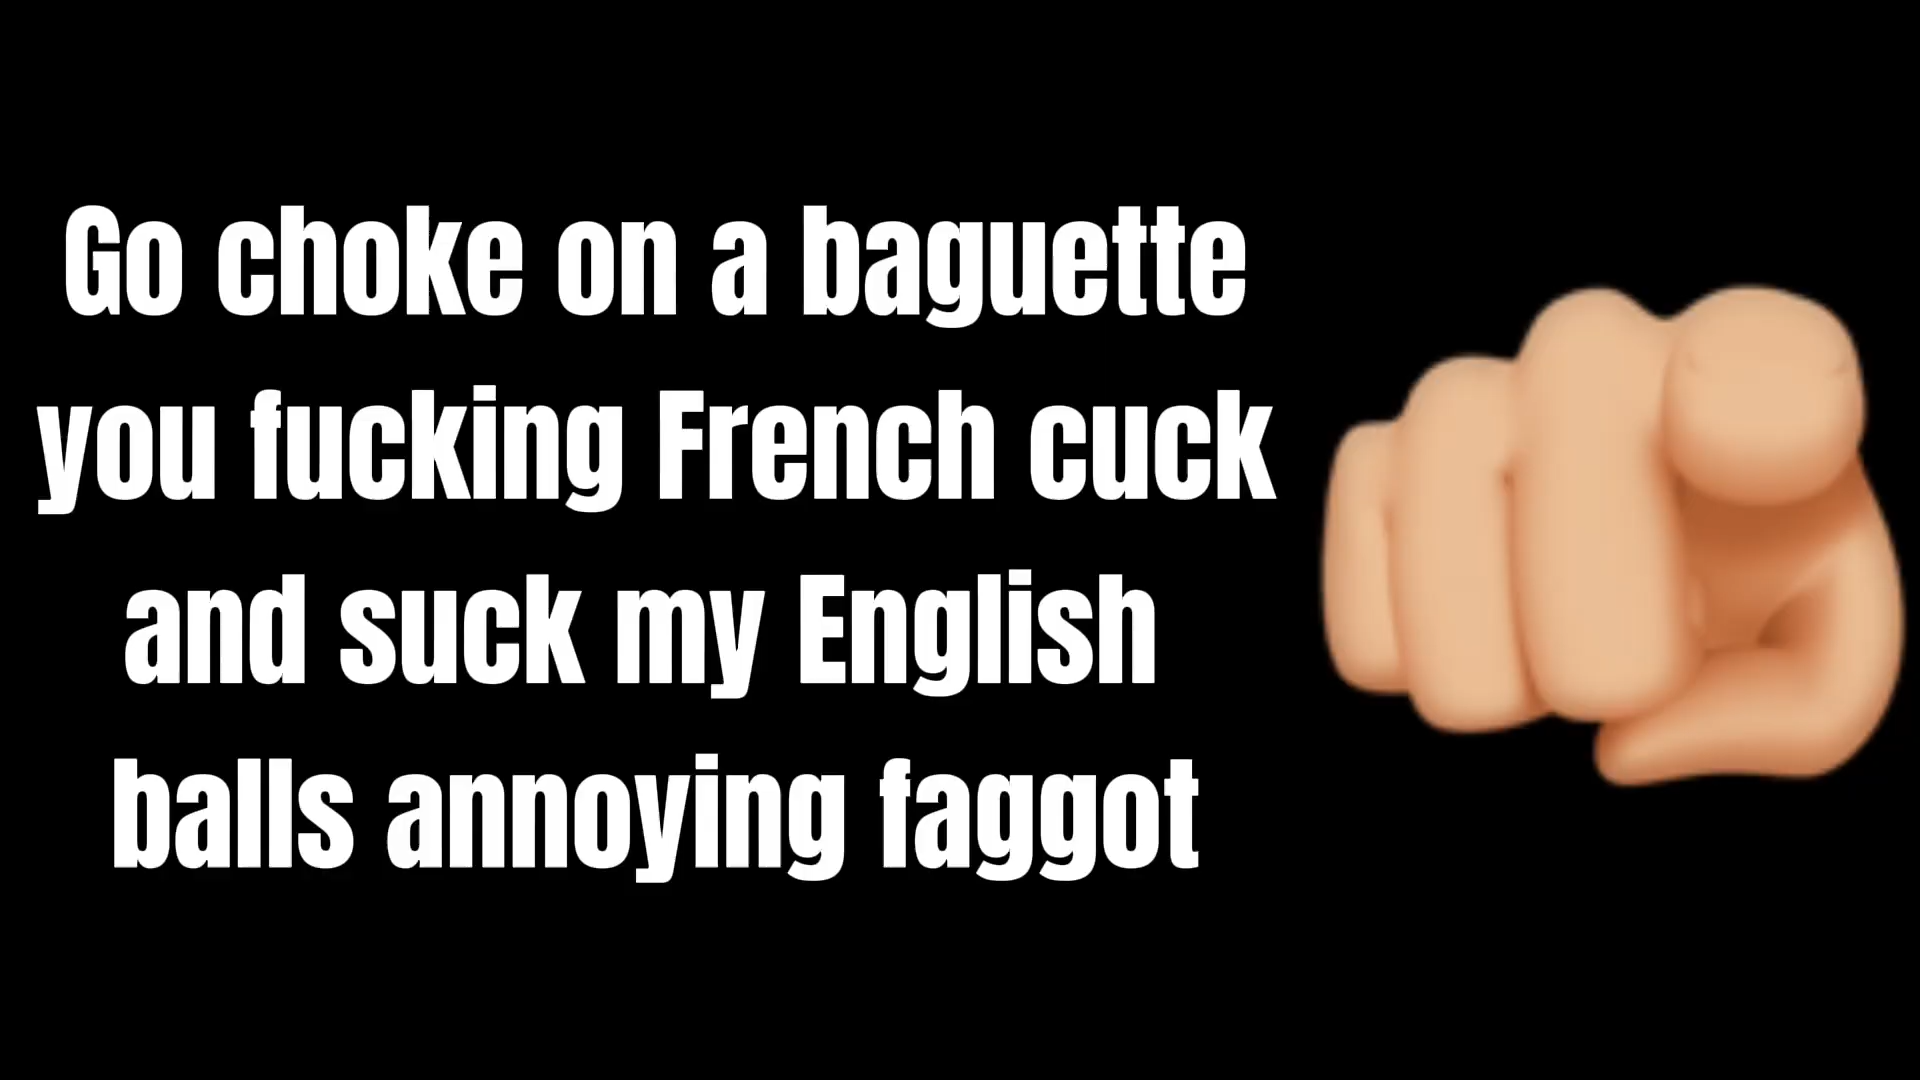 Go choke on a baguette
you fucking French cuck
and suck my English
balls annoying faggot